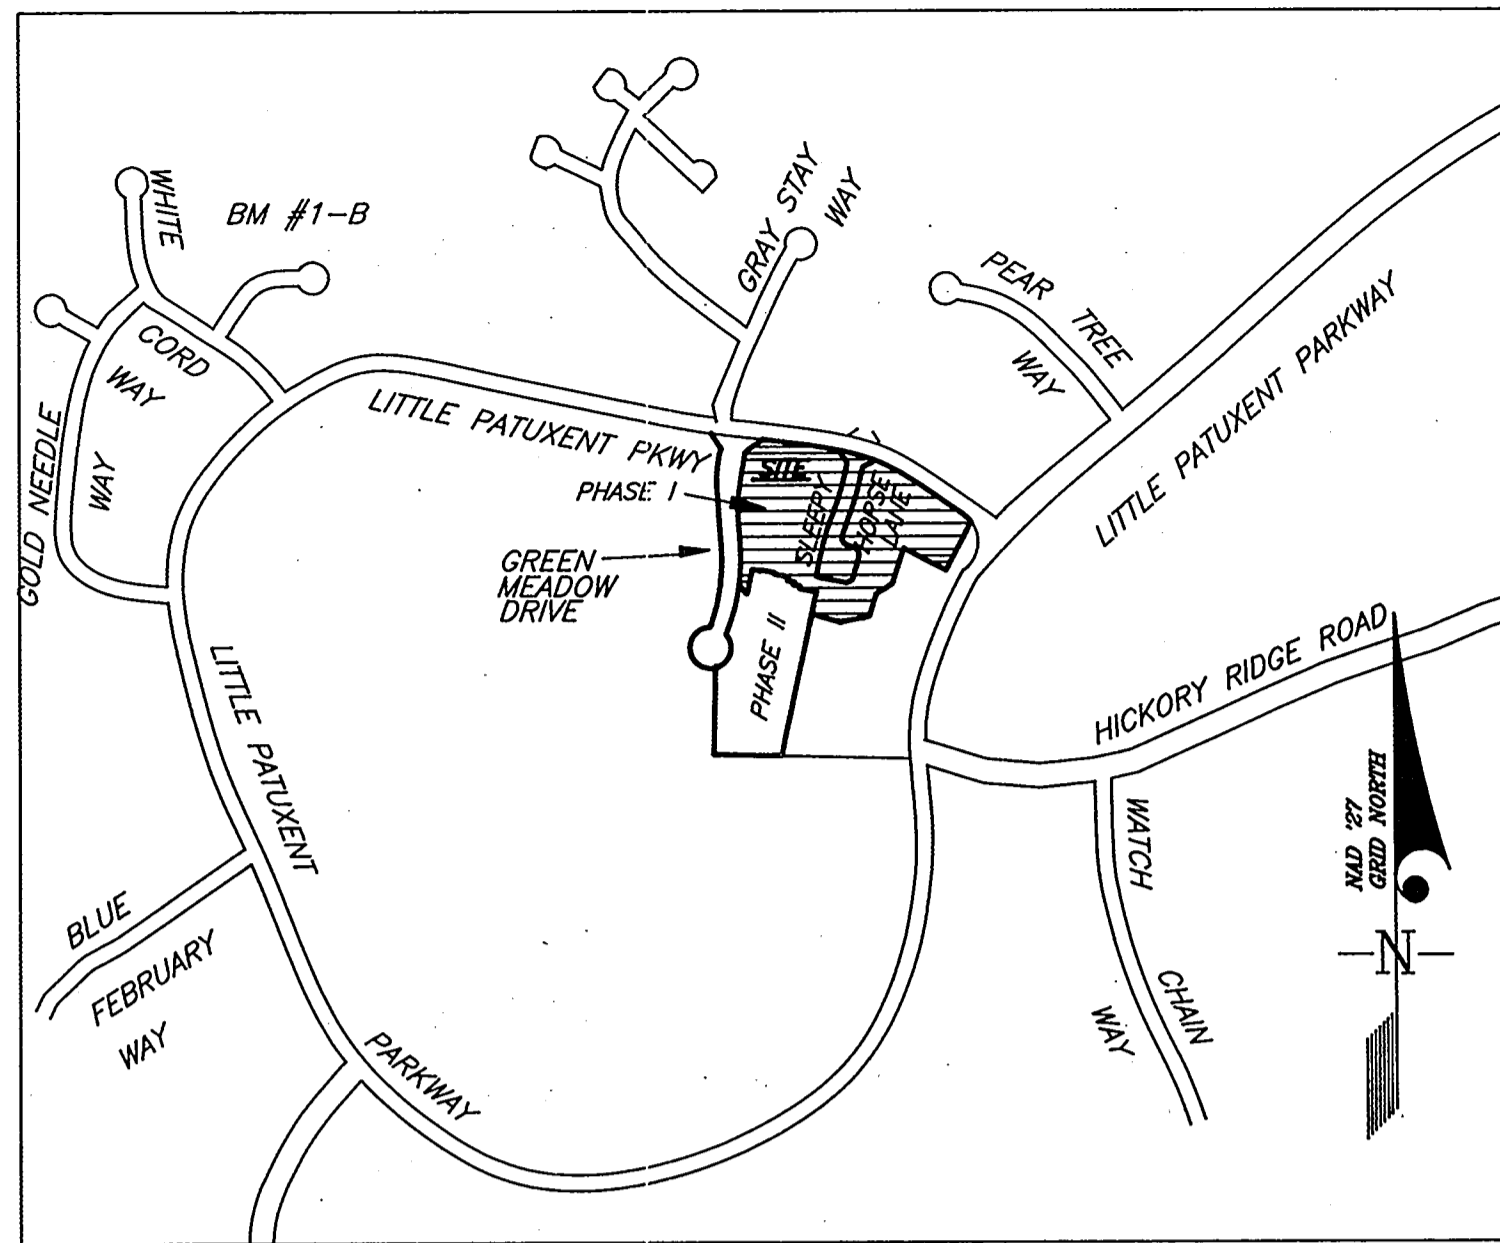 WHITE
BM #1-B
CORD
WAY
GOLD NEEDLE
WAY
GRAY STAY
WAY
PEAR TREE
WAY
LITTLE PATUXENT PARKWAY
LITTLE PATUXENT PKWY
SITE
PHASE I
SLEEPY
HORSE
LANE
GREEN
MEADOW
DRIVE
PHASE II
HICKORY RIDGE ROAD
LITTLE PATUXENT
PARKWAY
BLUE
FEBRUARY
WAY
WATCH
CHAIN
WAY
NAD '27
GRID NORTH
N